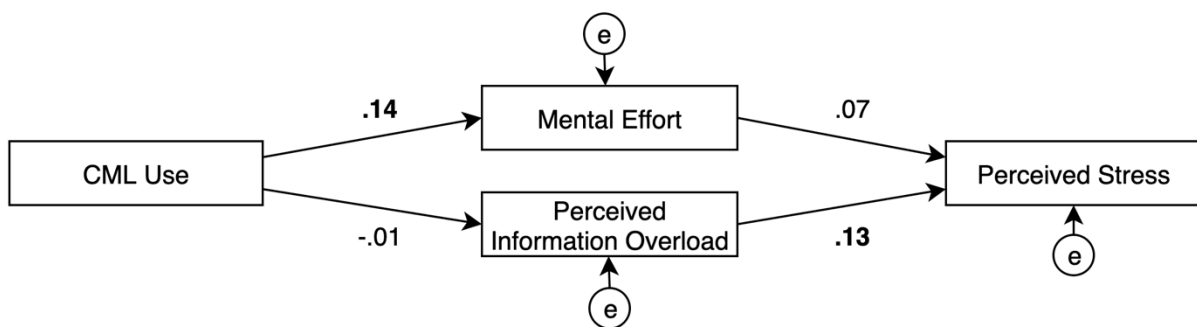 e
.14
Mental Effort
.07
CML Use
Perceived Stress
-.01
Perceived
Information Overload
.13
e
e